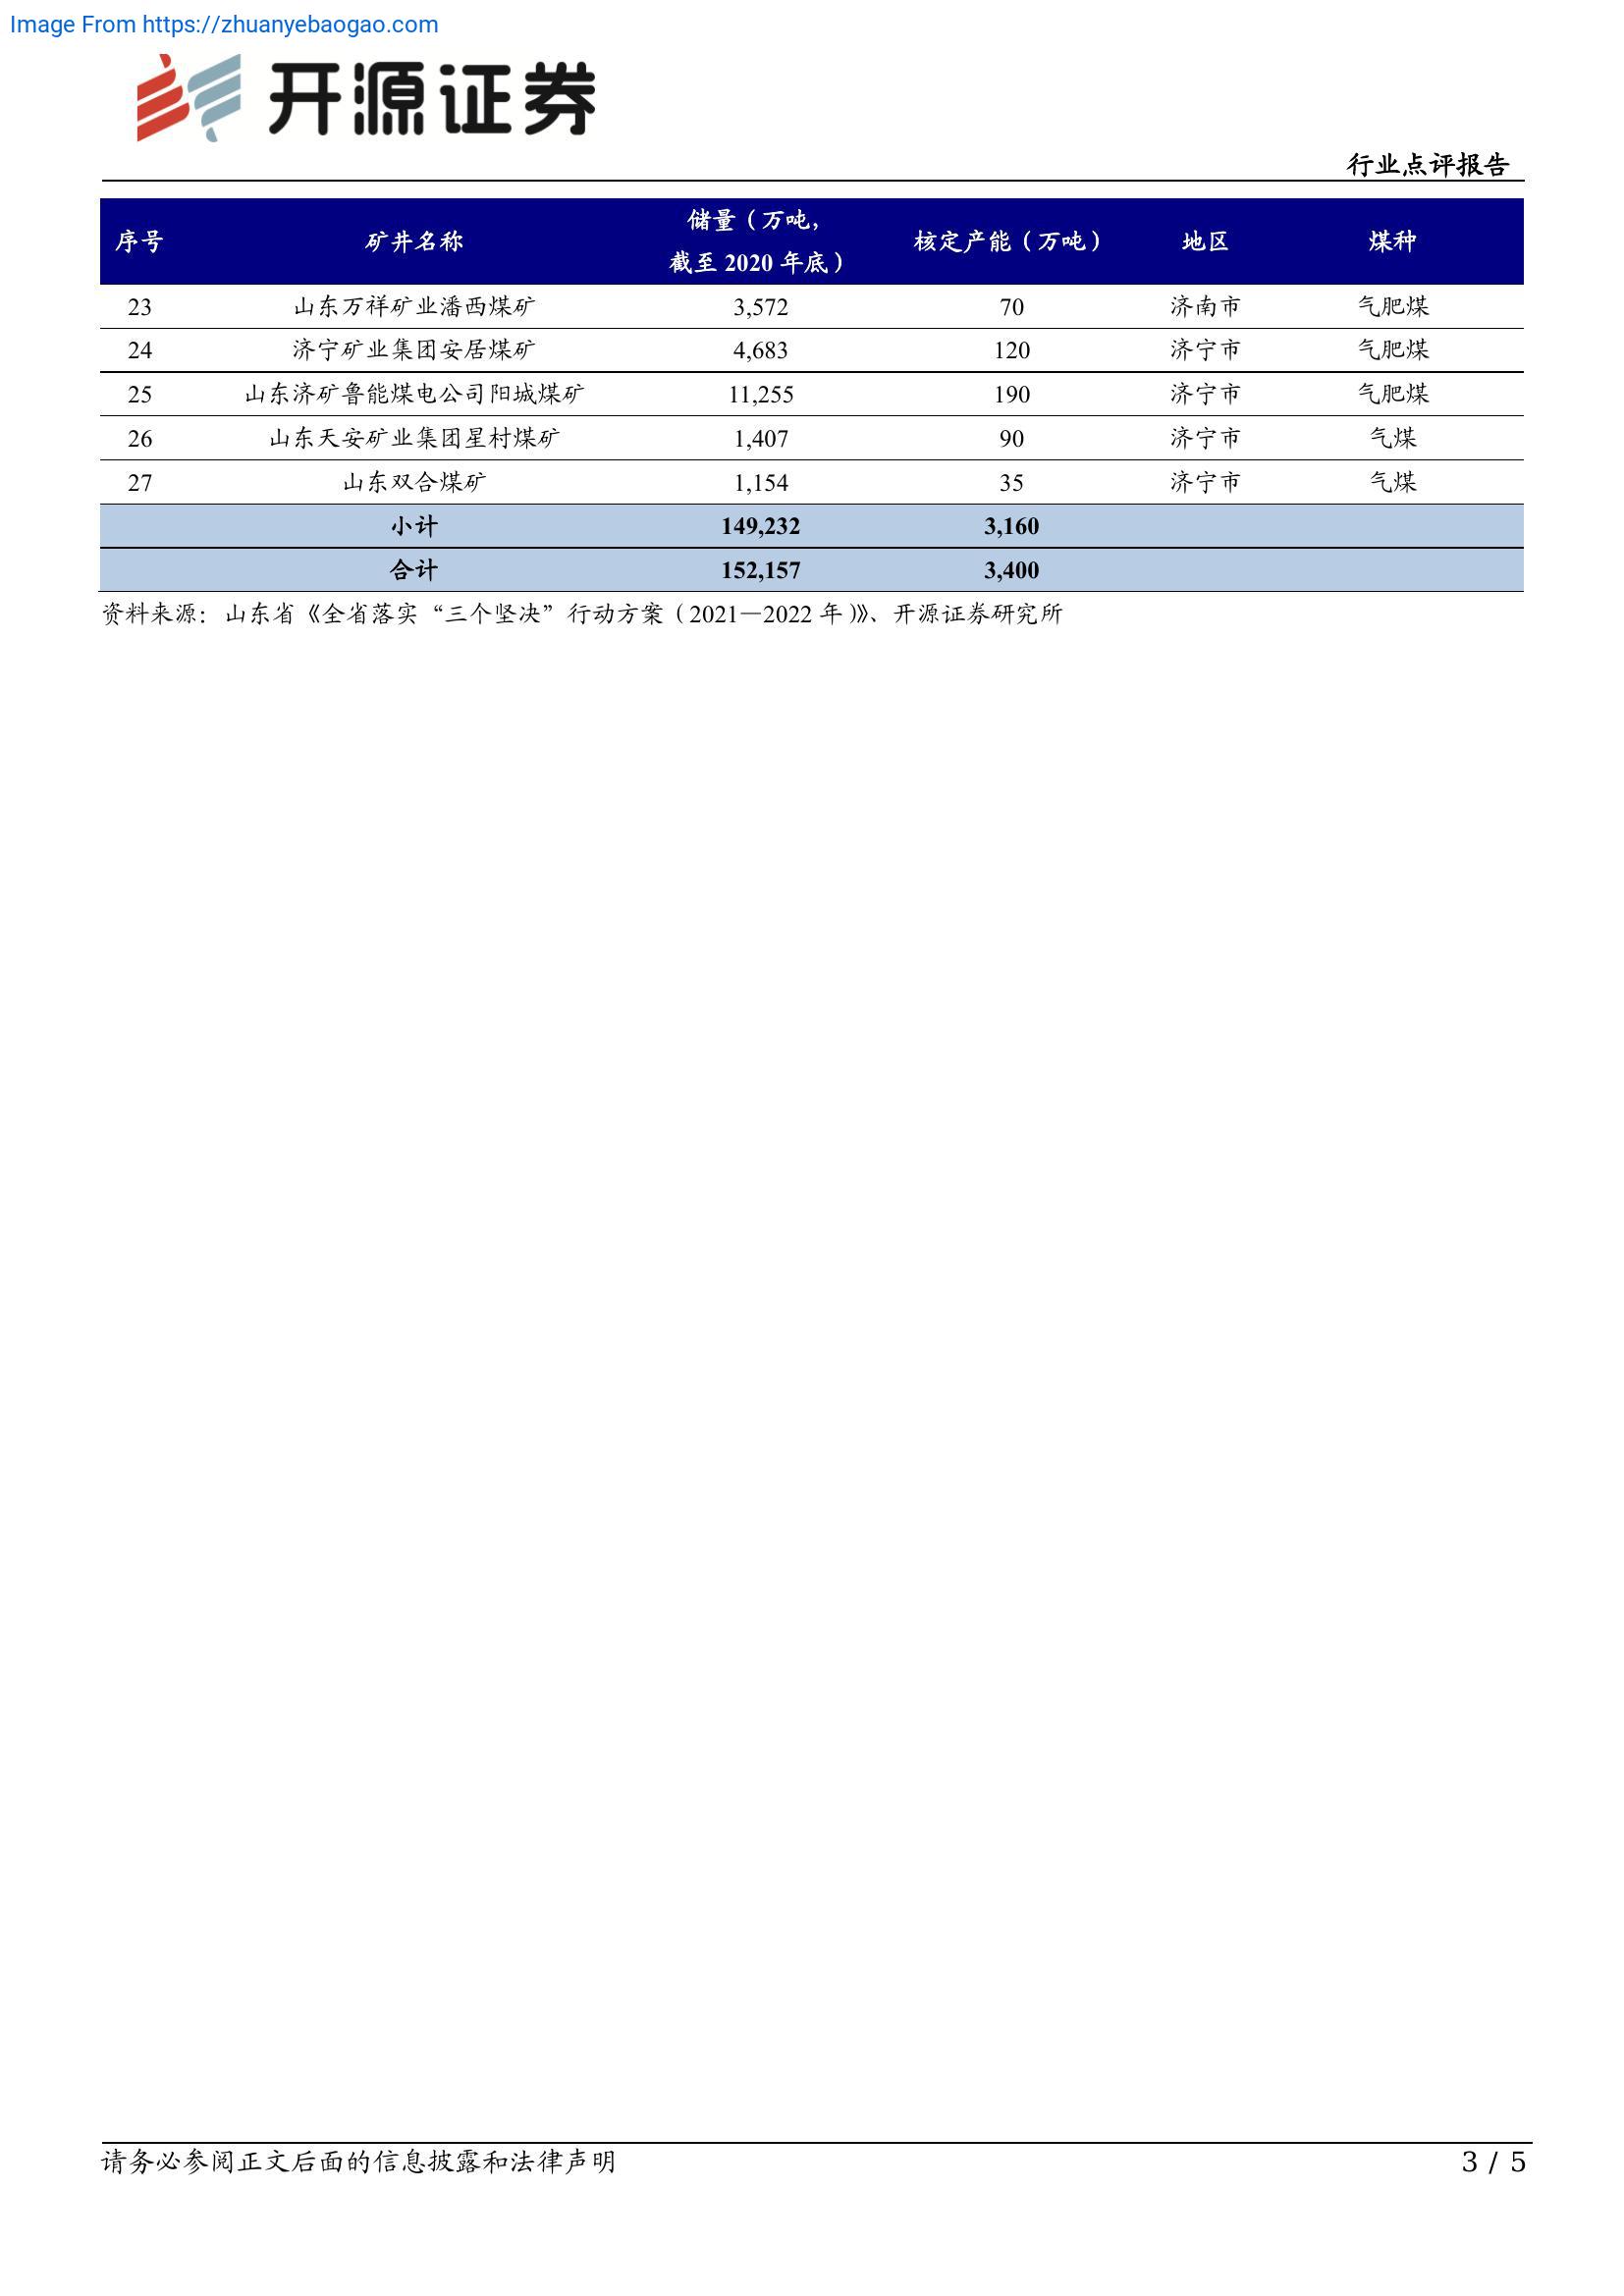 Image From https://zhuanyebaogao.com
开源证券
行业点评报告
序号 矿井名称 储量（万吨，截至 2020 年底） 核定产能（万吨） 地区 煤种
23 山东万祥矿业潘西煤矿 3,572 70 济南市 气肥煤
24 济宁矿业集团安居煤矿 4,683 120 济宁市 气肥煤
25 山东济矿鲁能煤电公司阳城煤矿 11,255 190 济宁市 气肥煤
26 山东天安矿业集团星村煤矿 1,407 90 济宁市 气煤
27 山东双合煤矿 1,154 35 济宁市 气煤
小计 149,232 3,160
合计 152,157 3,400
资料来源：山东省《全省落实“三个坚决”行动方案（2021—2022 年）》、开源证券研究所
请务必参阅正文后面的信息披露和法律声明 3 / 5